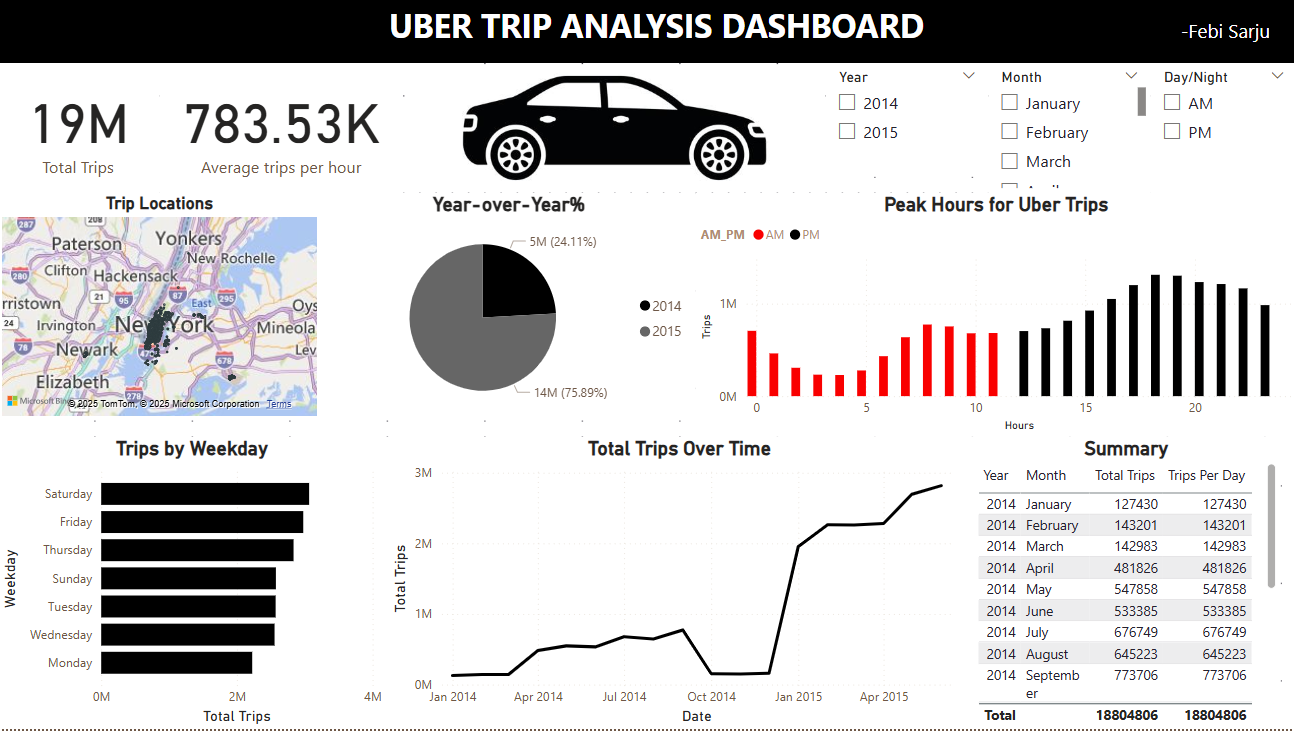 UBER TRIP ANALYSIS DASHBOARD
-Febi Sarju
19M
Total Trips
783.53K
Average trips per hour
Year
2014
2015
Month
January
February
March
Day/Night
AM
PM
Trip Locations
287
208
Paterson
Yonkers
New Rochelle
Clifton
Hackensack
280
21
95
87
295
East
rristown
Oys
24
Irvington
New York
Mineola
78
Newark
678
Lev
Elizabeth
278
Microsoft Bing
© 2025 TomTom, © 2025 Microsoft Corporation Terms
Year-over-Year%
5M (24.11%)
2014
2015
14M (75.89%)
Peak Hours for Uber Trips
AM_PM AM PM
1M
Trips
0M
0 5 10 15 20
Hours
Trips by Weekday
Weekday
Saturday
Friday
Thursday
Sunday
Tuesday
Wednesday
Monday
0M 2M 4M
Total Trips
Total Trips Over Time
3M
2M
Total Trips
1M
0M
Jan 2014 Apr 2014 Jul 2014 Oct 2014 Jan 2015 Apr 2015
Date
Summary
Year Month Total Trips Trips Per Day
2014 January 127430 127430
2014 February 143201 143201
2014 March 142983 142983
2014 April 481826 481826
2014 May 547858 547858
2014 June 533385 533385
2014 July 676749 676749
2014 August 645223 645223
2014 Septemb 773706 773706
er
Total 18804806 18804806